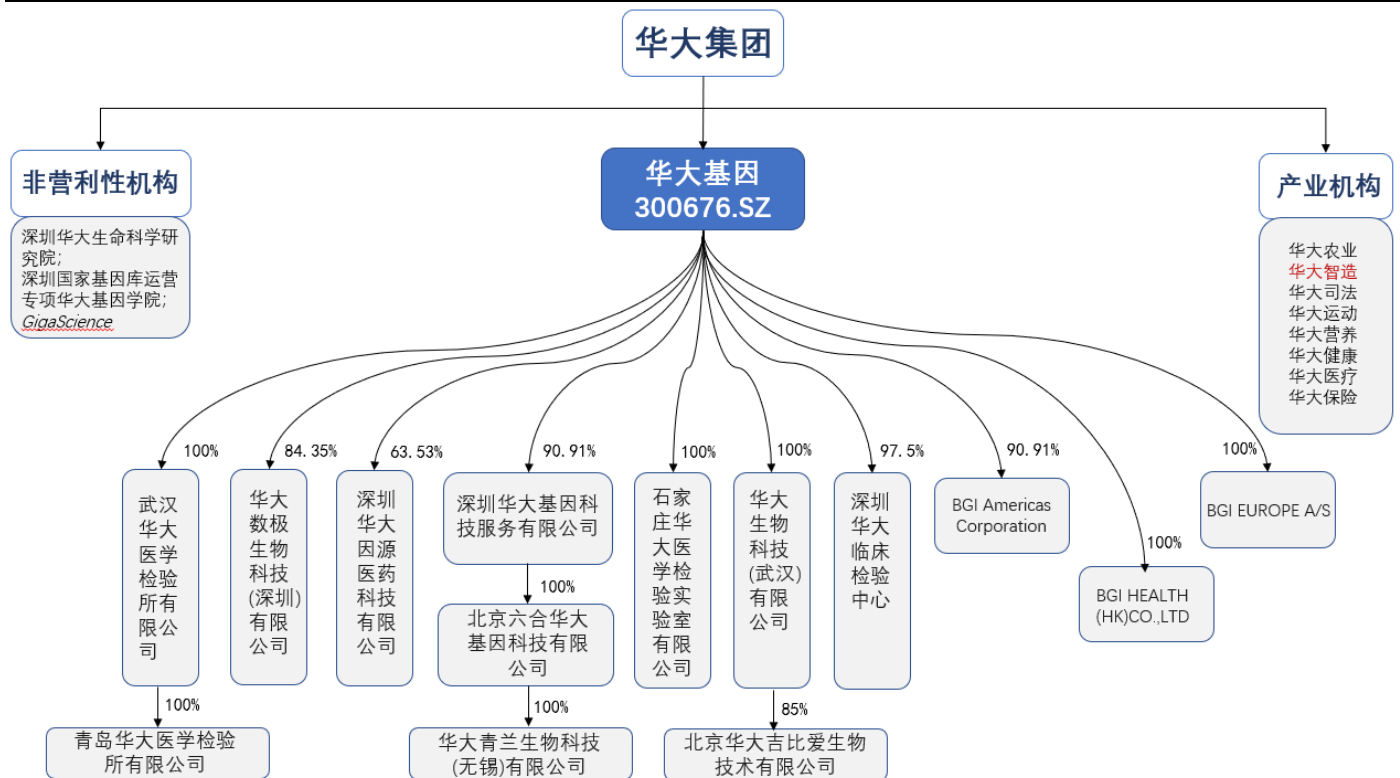 华大集团
非营利性机构
深圳华大生命科学研
究院；
深圳国家基因库运营
专项华大基因学院；
GigaScience
华大基因
300676.SZ
产业机构
华大农业
华大智造
华大司法
华大运动
华大营养
华大健康
华大医疗
华大保险
100%
84.35%
63.53%
90.91%
100%
100%
97.5%
90.91%
100%
100%
武汉
华大
医学
检验
所有
限公
司
华大
数极
生物
科技
(深圳)
有限
公司
深圳
华大
因源
医药
科技
有限
公司
深圳华大基因科
技服务有限公司
石家
庄华
大医
学检
验实
验室
有限
公司
华大
生物
科技
(武汉)
有限
公司
深圳
华大
临床
检验
中心
BGI Americas
Corporation
BGI HEALTH
(HK)CO.,LTD
BGI EUROPE A/S
100%
北京六合华大
基因科技有限
公司
100%
100%
85%
青岛华大医学检验
所有限公司
华大青兰生物科技
(无锡)有限公司
北京华大吉比爱生物
技术有限公司